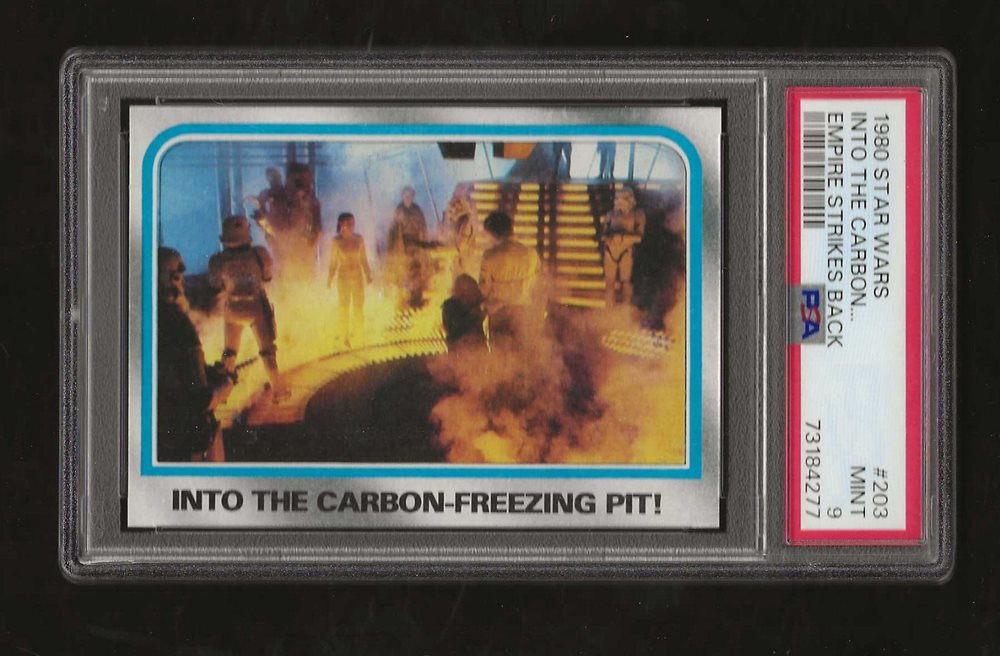 INTO THE CARBON-FREEZING PIT!
1980 STAR WARS #203
INTO THE CARBON... MINT
EMPIRE STRIKES BACK 9
PSA
73184277